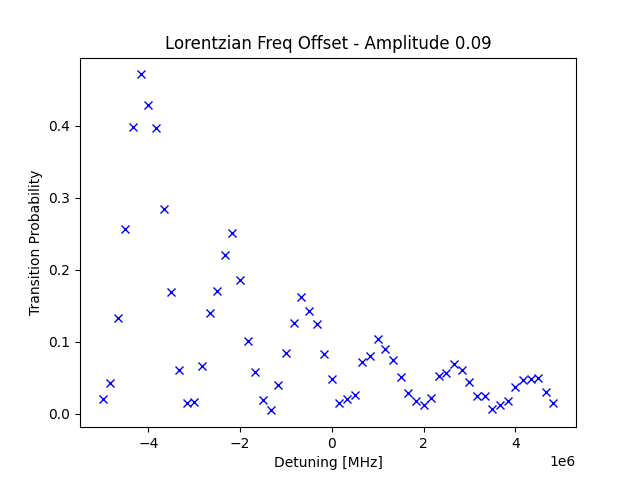 Lorentzian Freq Offset - Amplitude 0.09
Transition Probability
0.4
0.3
0.2
0.1
0.0
−4
−2
0
2
4
1e6
Detuning [MHz]